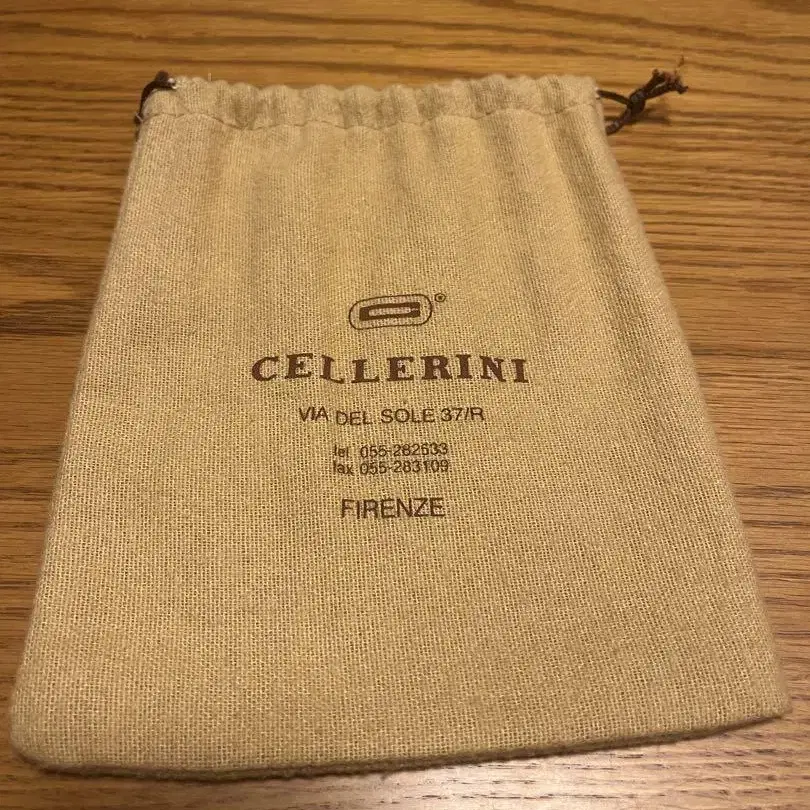 ®
CELLERINI
VIA DEL SOLE 37/R
tel 055-282533
fax 055-283109
FIRENZE